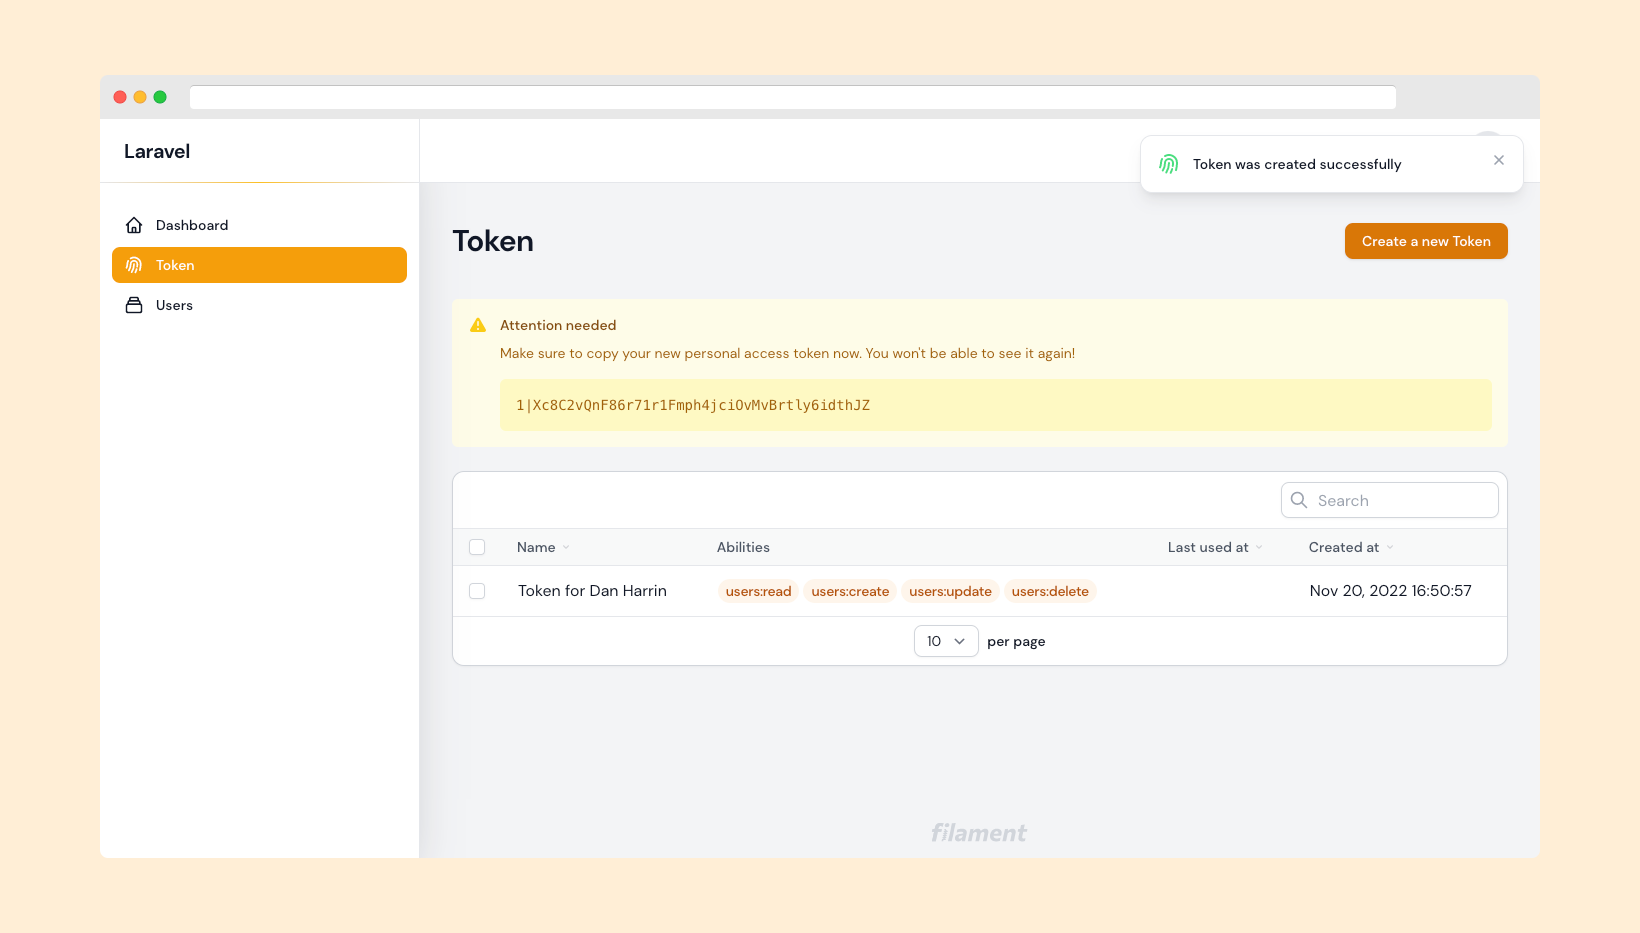 Laravel
Token was created successfully
Dashboard
Token
Users
Token
Create a new Token
Attention needed
Make sure to copy your new personal access token now. You won't be able to see it again!
1|Xc8C2vQnF86r71r1Fmph4jciOvMvBrtly6idthJZ
Search
Name Abilities Last used at Created at
Token for Dan Harrin users:read users:create users:update users:delete Nov 20, 2022 16:50:57
10 per page
filament